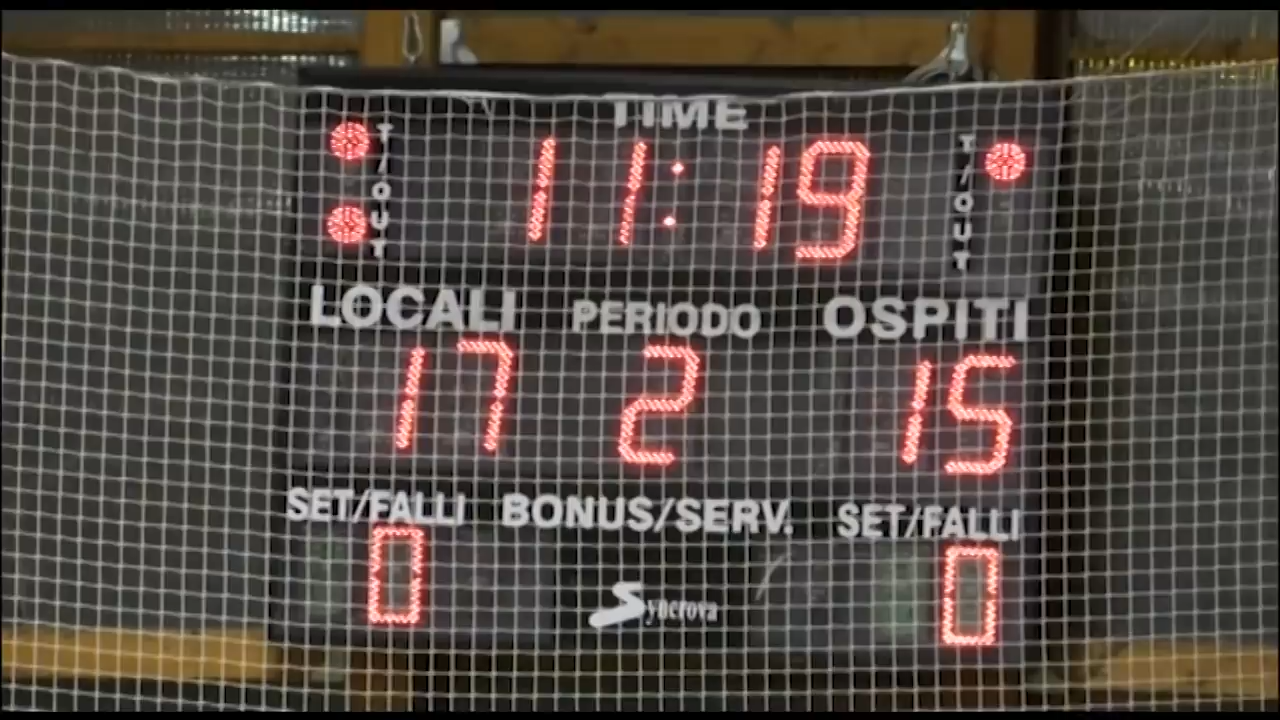 TIME
T/OUT 11:19 T/OUT
LOCALI PERIODO OSPITI
17 2 15
SET/FALLI BONUS/SERV. SET/FALLI
0 Syncrova 0